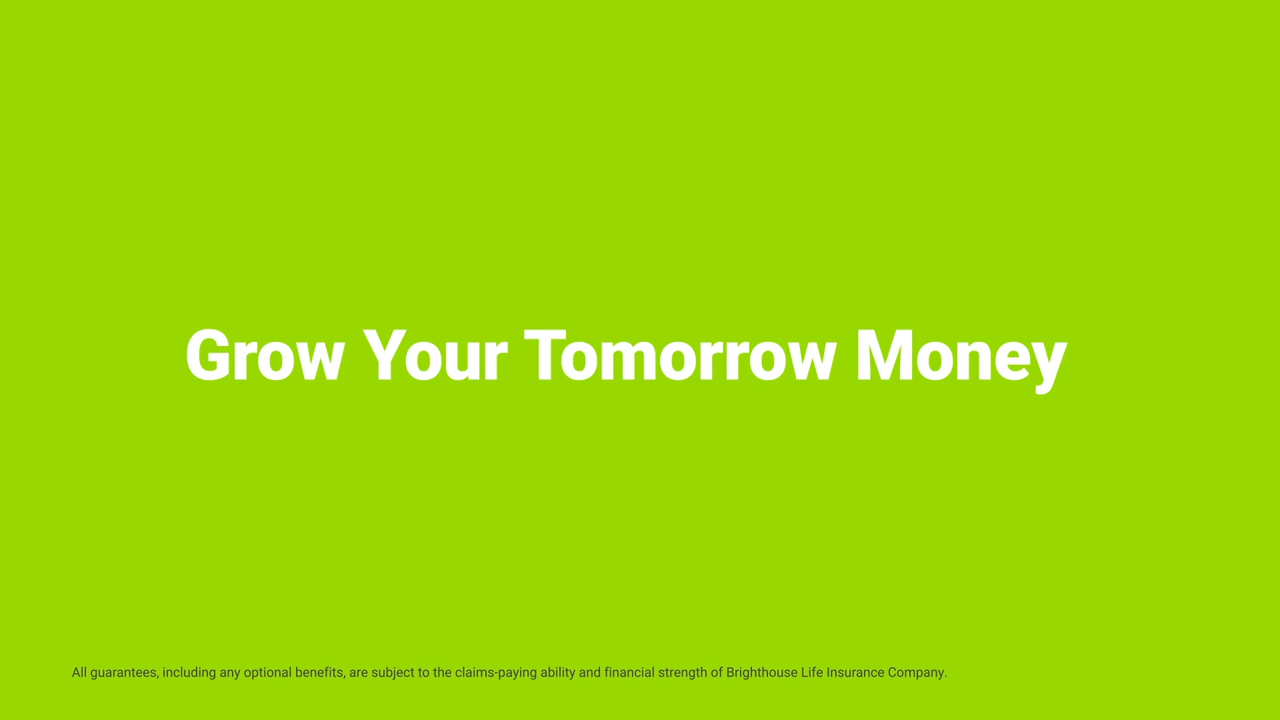 Grow Your Tomorrow Money
All guarantees, including any optional benefits, are subject to the claims-paying ability and financial strength of Brighthouse Life Insurance Company.